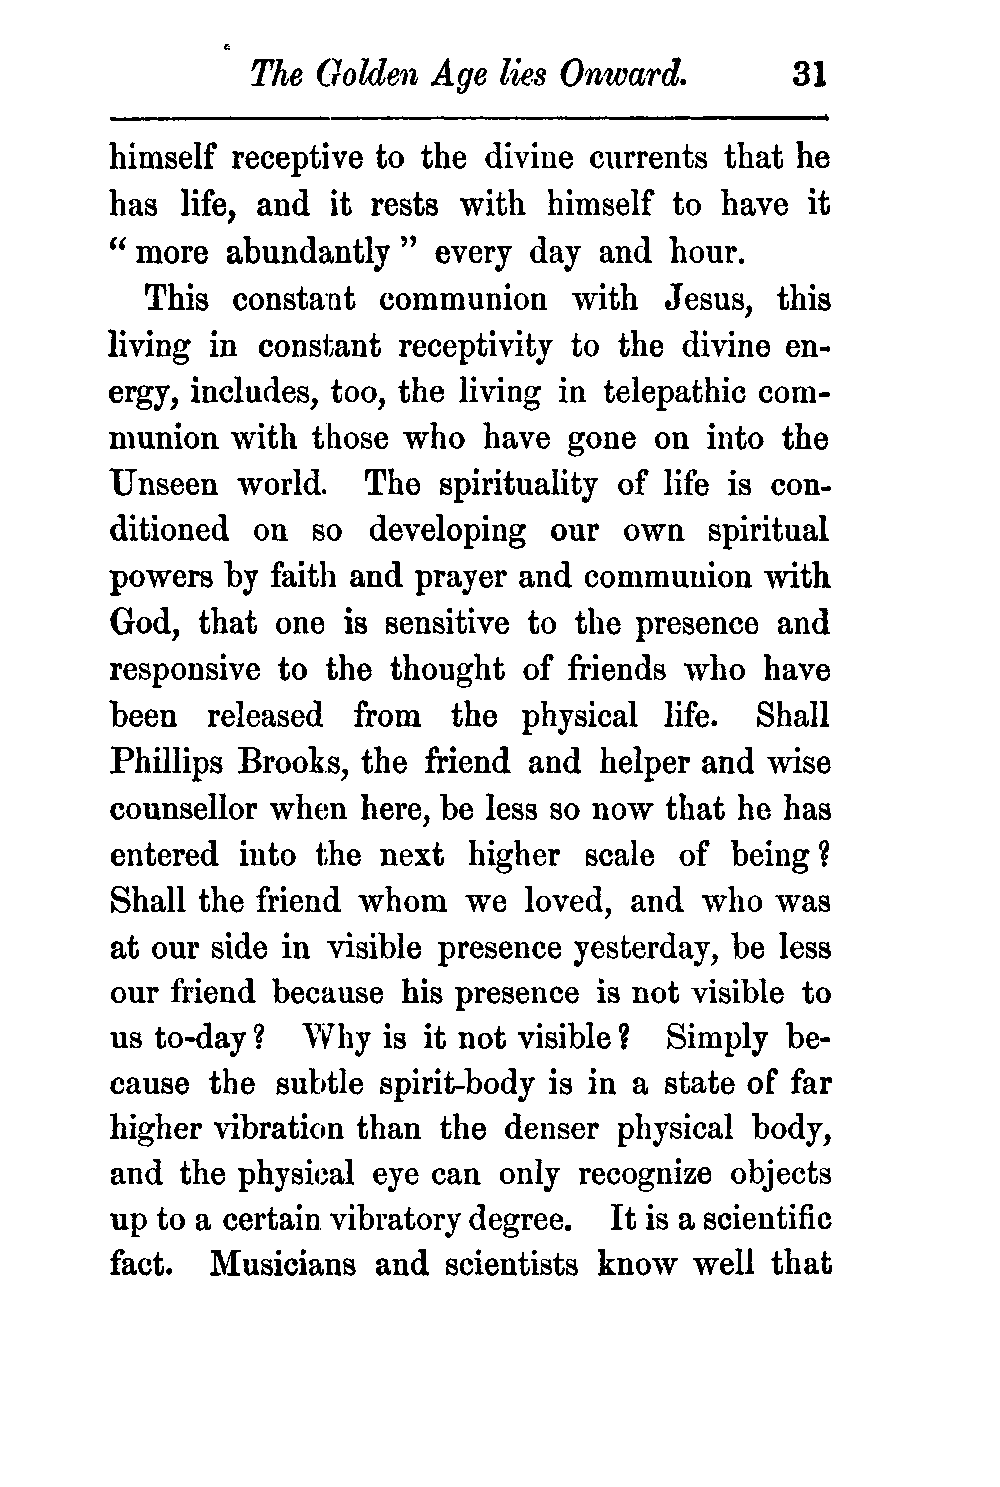 The Golden Age lies Onward. 31
himself receptive to the divine currents that he
has life, and it rests with himself to have it
“ more abundantly ” every day and hour.
This constant communion with Jesus, this
living in constant receptivity to the divine en-
ergy, includes, too, the living in telepathic com-
munion with those who have gone on into the
Unseen world. The spirituality of life is con-
ditioned on so developing our own spiritual
powers by faith and prayer and communion with
God, that one is sensitive to the presence and
responsive to the thought of friends who have
been released from the physical life. Shall
Phillips Brooks, the friend and helper and wise
counsellor when here, be less so now that he has
entered into the next higher scale of being ?
Shall the friend whom we loved, and who was
at our side in visible presence yesterday, be less
our friend because his presence is not visible to
us to-day ? Why is it not visible ? Simply be-
cause the subtle spirit-body is in a state of far
higher vibration than the denser physical body,
and the physical eye can only recognize objects
up to a certain vibratory degree. It is a scientific
fact. Musicians and scientists know well that